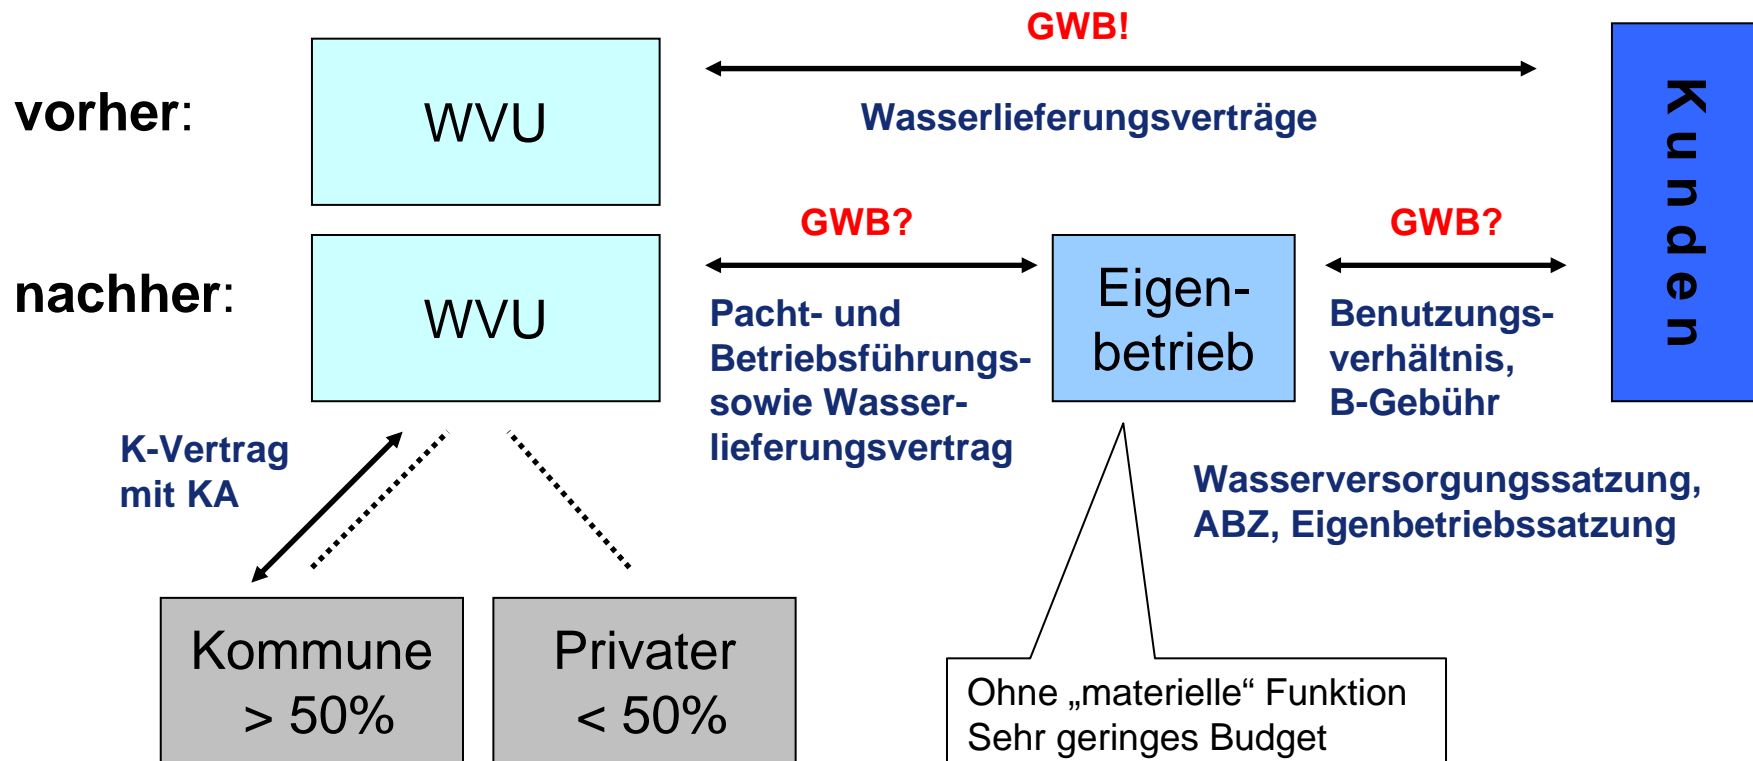 GWB!
vorher:
WVU
Wasserlieferungsverträge
Kunden
nachher:
WVU
GWB?
Pacht- und
Betriebsführungs-
sowie Wasser-
lieferungsvertrag
Eigen-
betrieb
GWB?
Benutzungs-
verhältnis,
B-Gebühr
K-Vertrag
mit KA
Wasserversorgungssatzung,
ABZ, Eigenbetriebssatzung
Kommune
> 50%
Privater
< 50%
Ohne „materielle“ Funktion
Sehr geringes Budget